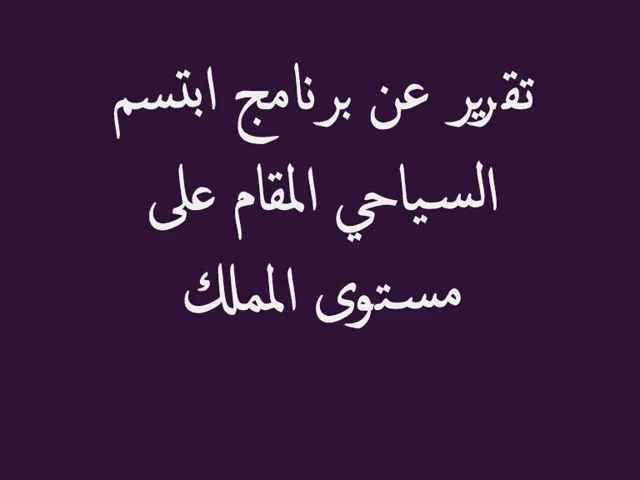 تقرير عن برنامج ابتسم
السياحي المقام على
مستوى المملك